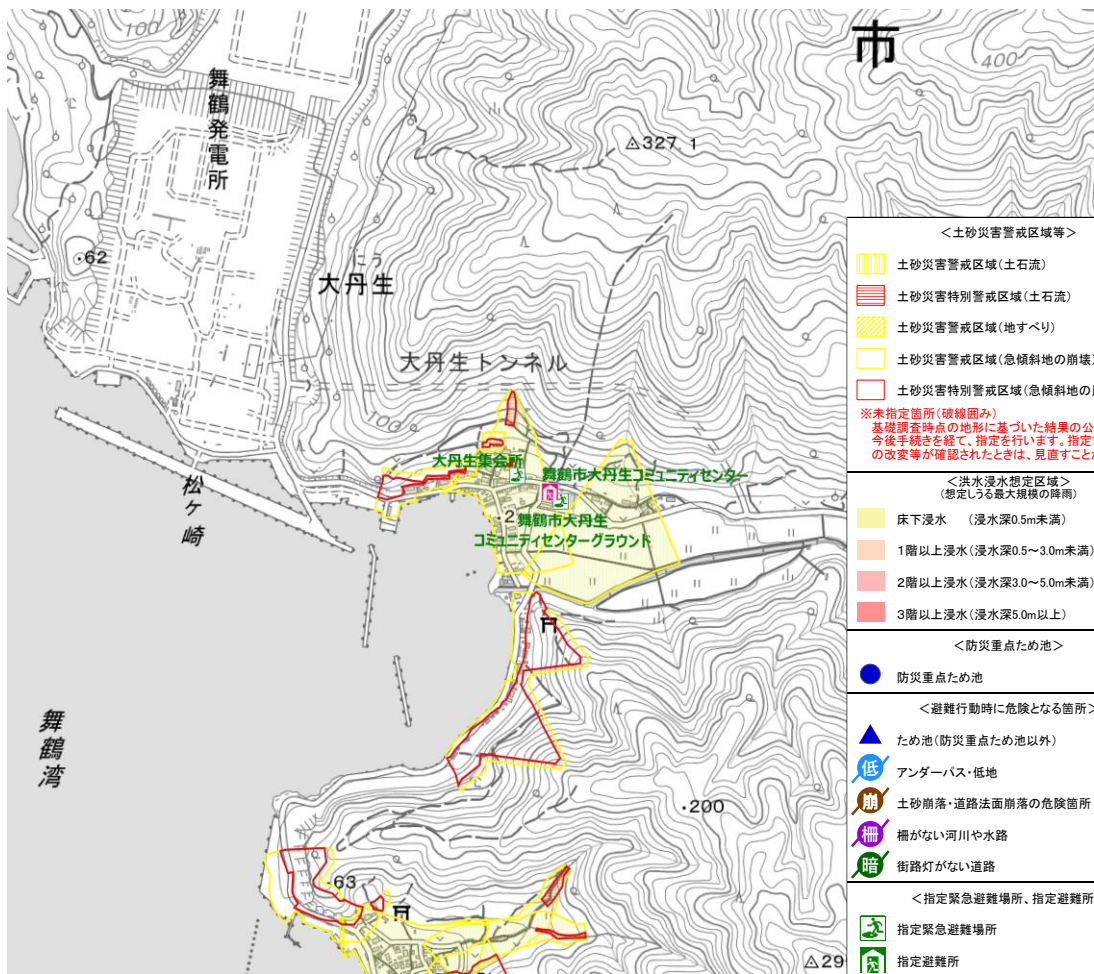 100
市
400
舞鶴発電所
327.1
62
にう
大丹生
大丹生トンネル
100
大丹生集会所
舞鶴市大丹生コミュニティセンター
松ヶ崎
2
舞鶴市大丹生
コミュニティセンターグラウンド
舞鶴湾
200
63
29
<土砂災害警戒区域等>
土砂災害警戒区域(土石流)
土砂災害特別警戒区域(土石流)
土砂災害警戒区域(地すべり)
土砂災害警戒区域(急傾斜地の崩壊)
土砂災害特別警戒区域(急傾斜地の
※未指定箇所(破線囲み)
基礎調査時点の地形に基づいた結果の公
今後手続きを経て、指定を行います。指定
の改変等が確認されたときは、見直すことが
<洪水浸水想定区域>
(想定しうる最大規模の降雨)
床下浸水 (浸水深0.5m未満)
1階以上浸水(浸水深0.5~3.0m未満)
2階以上浸水(浸水深3.0~5.0m未満)
3階以上浸水(浸水深5.0m以上)
<防災重点ため池>
防災重点ため池
<避難行動時に危険となる箇所>
ため池(防災重点ため池以外)
低 アンダーパス・低地
崩 土砂崩落・道路法面崩落の危険箇所
柵 柵がない河川や水路
暗 街路灯がない道路
<指定緊急避難場所、指定避難所
指定緊急避難場所
指定避難所